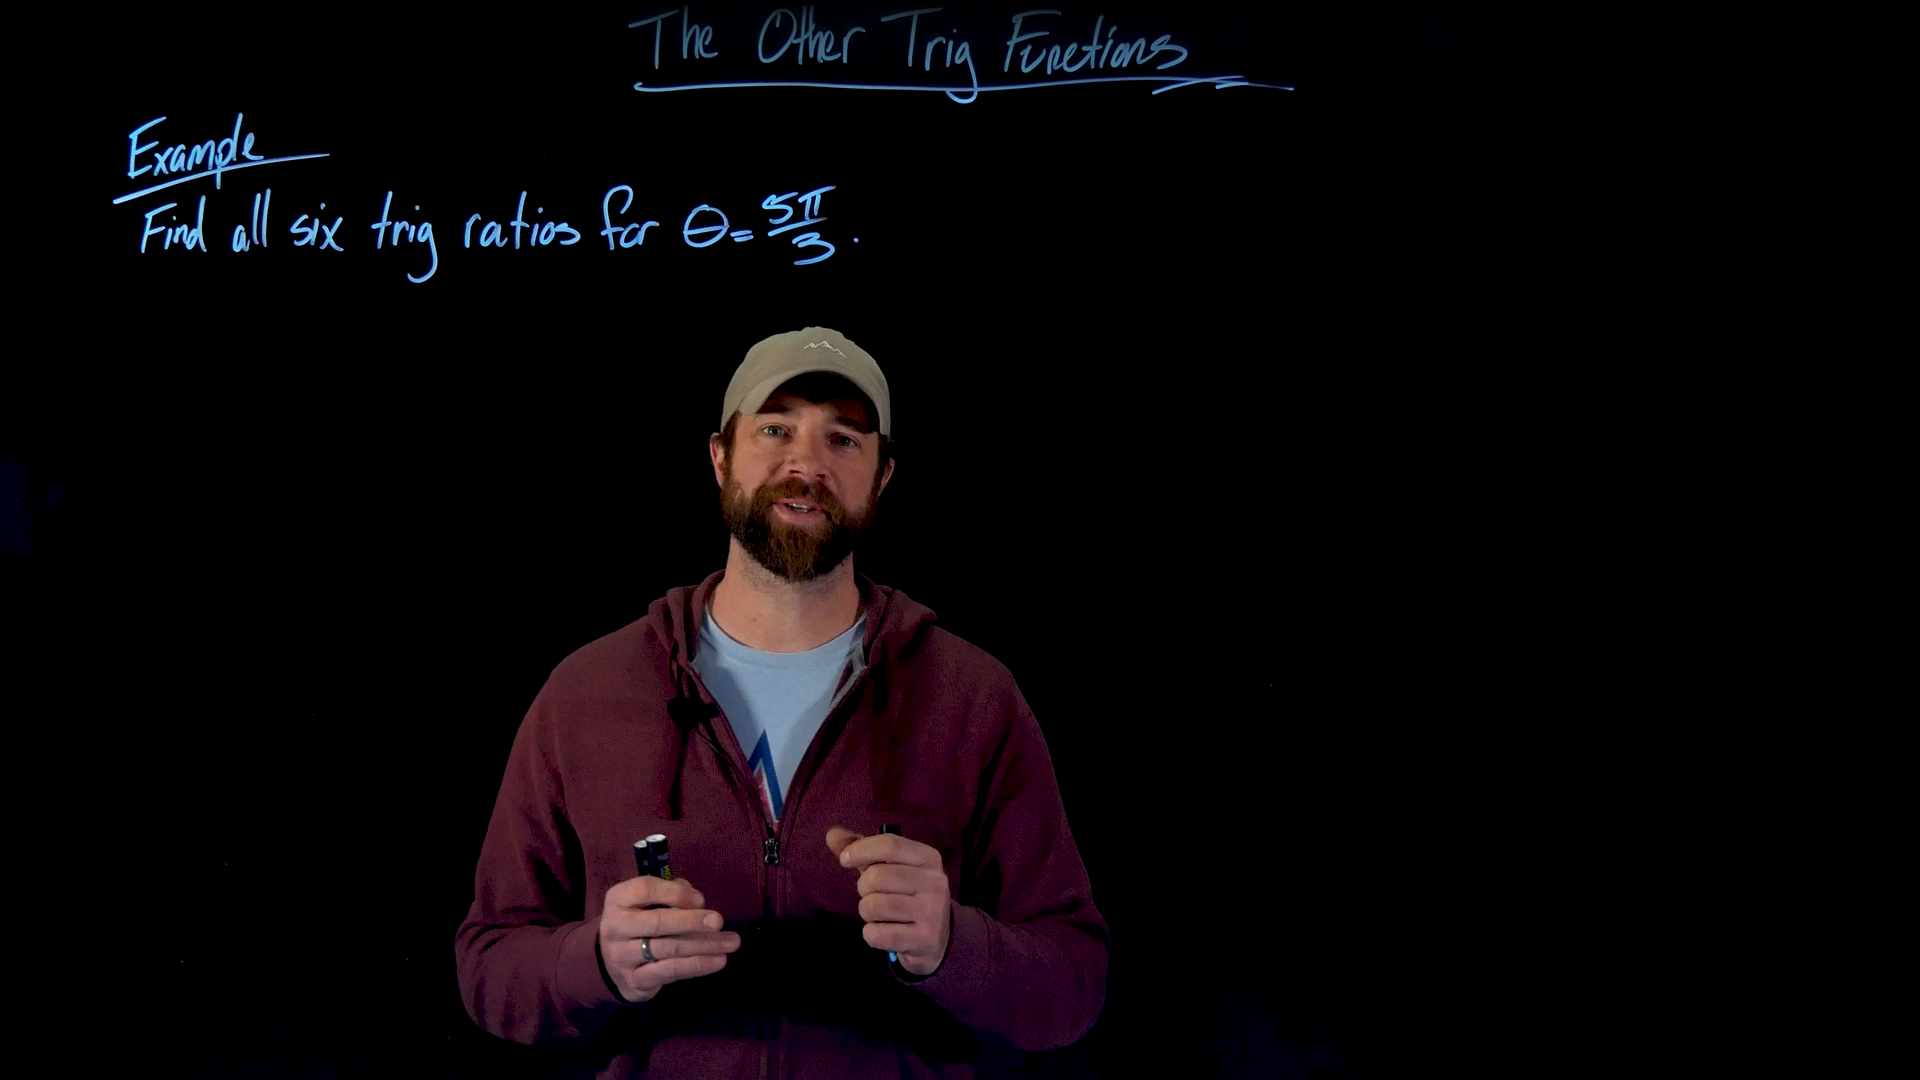 The Other Trig Functions
Example
Find all six trig ratios for θ = 5π/3.